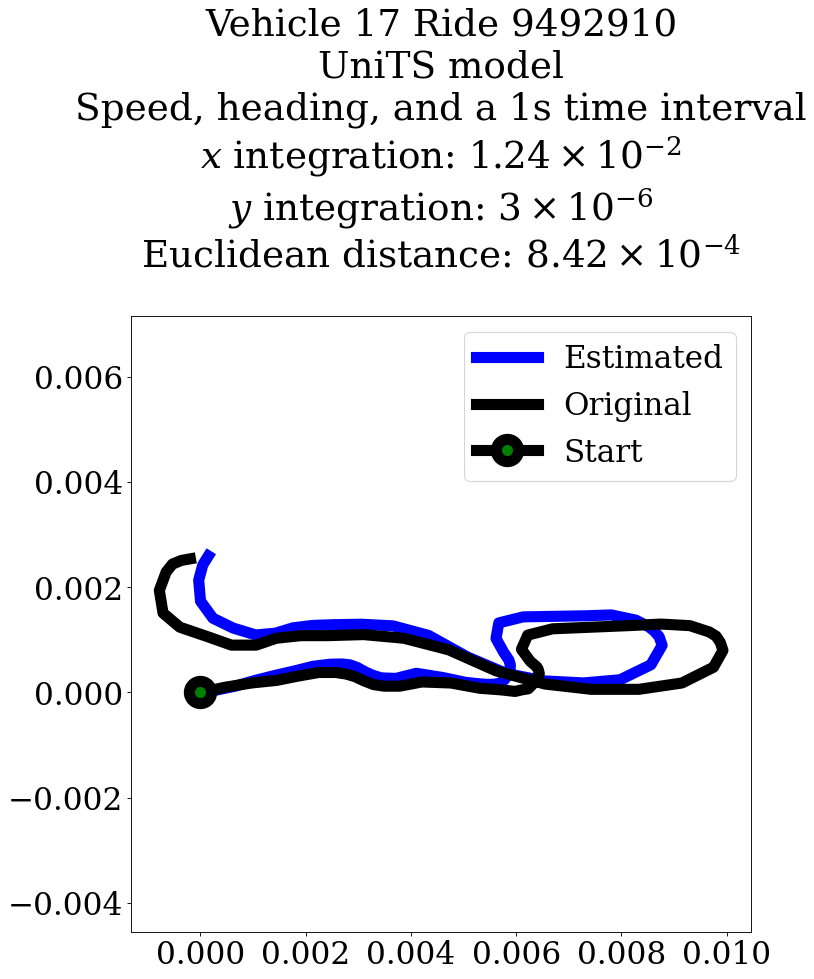 Vehicle 17 Ride 9492910
UniTS model
Speed, heading, and a 1s time interval
x integration: 1.24 × 10⁻²
y integration: 3 × 10⁻⁶
Euclidean distance: 8.42 × 10⁻⁴
Estimated
Original
Start
0.006
0.004
0.002
0.000
−0.002
−0.004
0.000 0.002 0.004 0.006 0.008 0.010